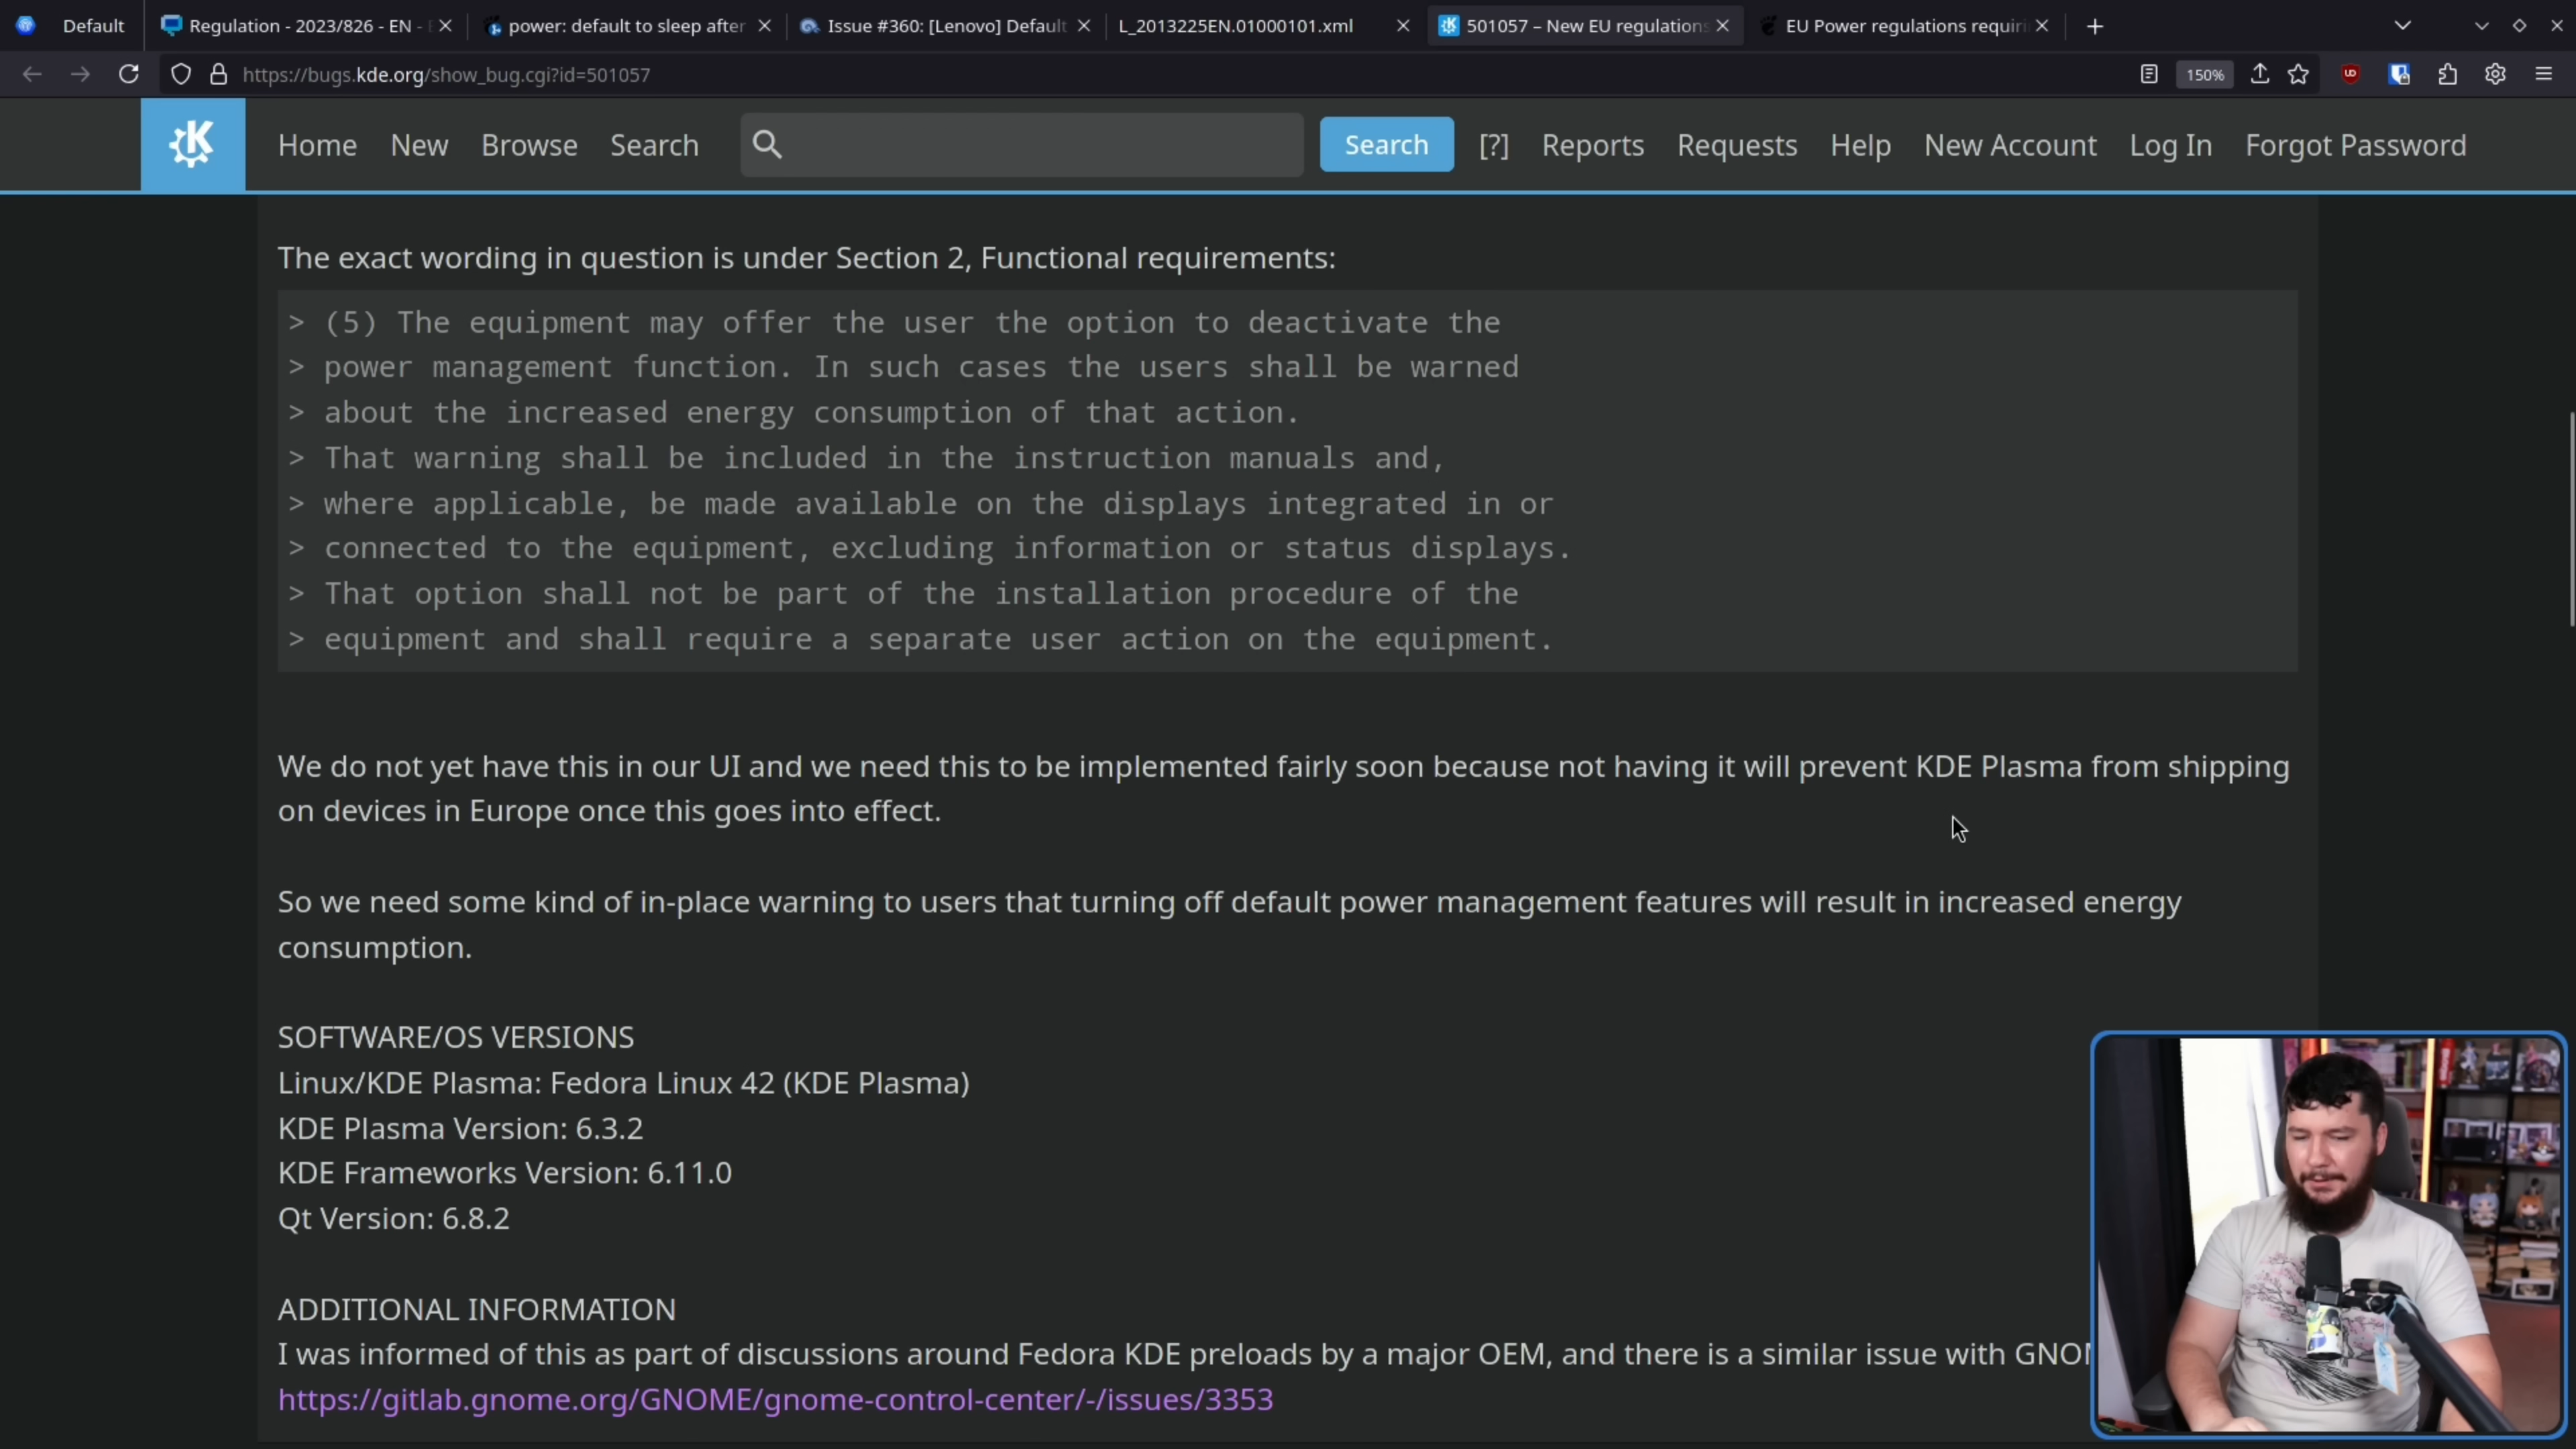 Default
Regulation - 2023/826 - EN -
power: default to sleep after
Issue #360: [Lenovo] Default
L_2013225EN.01000101.xml
501057 – New EU regulations
EU Power regulations requiri
https://bugs.kde.org/show_bug.cgi?id=501057
150%
Home New Browse Search
Search [?] Reports Requests Help New Account Log In Forgot Password
The exact wording in question is under Section 2, Functional requirements:
> (5) The equipment may offer the user the option to deactivate the
> power management function. In such cases the users shall be warned
> about the increased energy consumption of that action.
> That warning shall be included in the instruction manuals and,
> where applicable, be made available on the displays integrated in or
> connected to the equipment, excluding information or status displays.
> That option shall not be part of the installation procedure of the
> equipment and shall require a separate user action on the equipment.
We do not yet have this in our UI and we need this to be implemented fairly soon because not having it will prevent KDE Plasma from shipping
on devices in Europe once this goes into effect.
So we need some kind of in-place warning to users that turning off default power management features will result in increased energy
consumption.
SOFTWARE/OS VERSIONS
Linux/KDE Plasma: Fedora Linux 42 (KDE Plasma)
KDE Plasma Version: 6.3.2
KDE Frameworks Version: 6.11.0
Qt Version: 6.8.2
ADDITIONAL INFORMATION
I was informed of this as part of discussions around Fedora KDE preloads by a major OEM, and there is a similar issue with GNOM
https://gitlab.gnome.org/GNOME/gnome-control-center/-/issues/3353